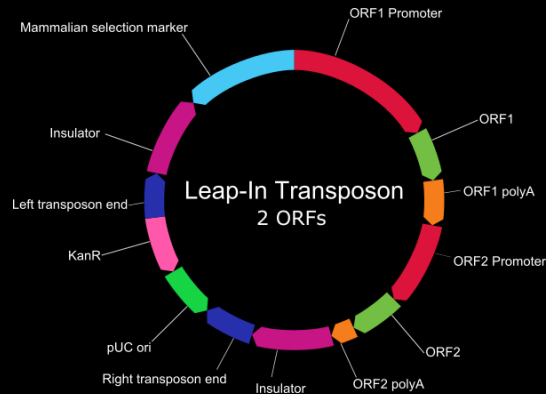 ORF1 Promoter
Mammalian selection marker
ORF1
Insulator
Leap-In Transposon
ORF1 polyA
Left transposon end
2 ORFs
KanR
ORF2 Promoter
pUC ori
ORF2
Right transposon end
ORF2 polyA
Insulator